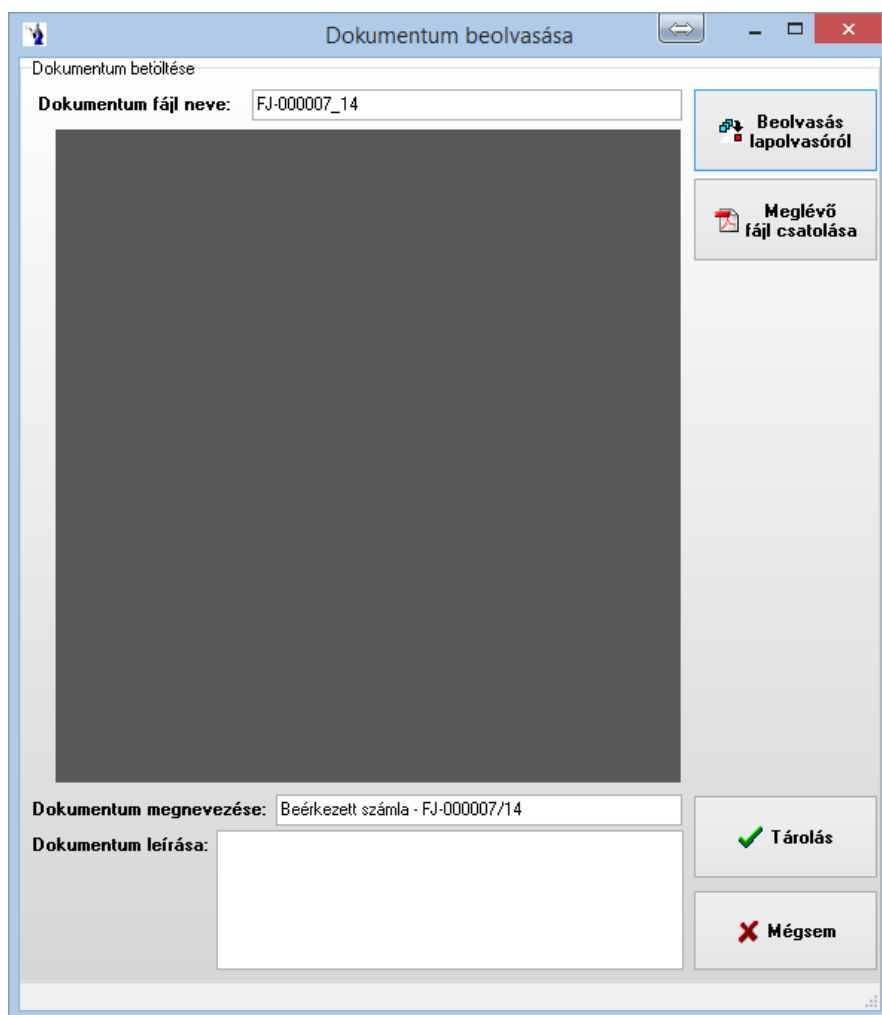 Dokumentum beolvasása
Dokumentum betöltése
Dokumentum fájl neve: FJ-000007_14
Beolvasás
lapolvasóról
Meglévő
fájl csatolása
Dokumentum megnevezése: Beérkezett számla - FJ-000007/14
Dokumentum leírása:
Tárolás
Mégsem